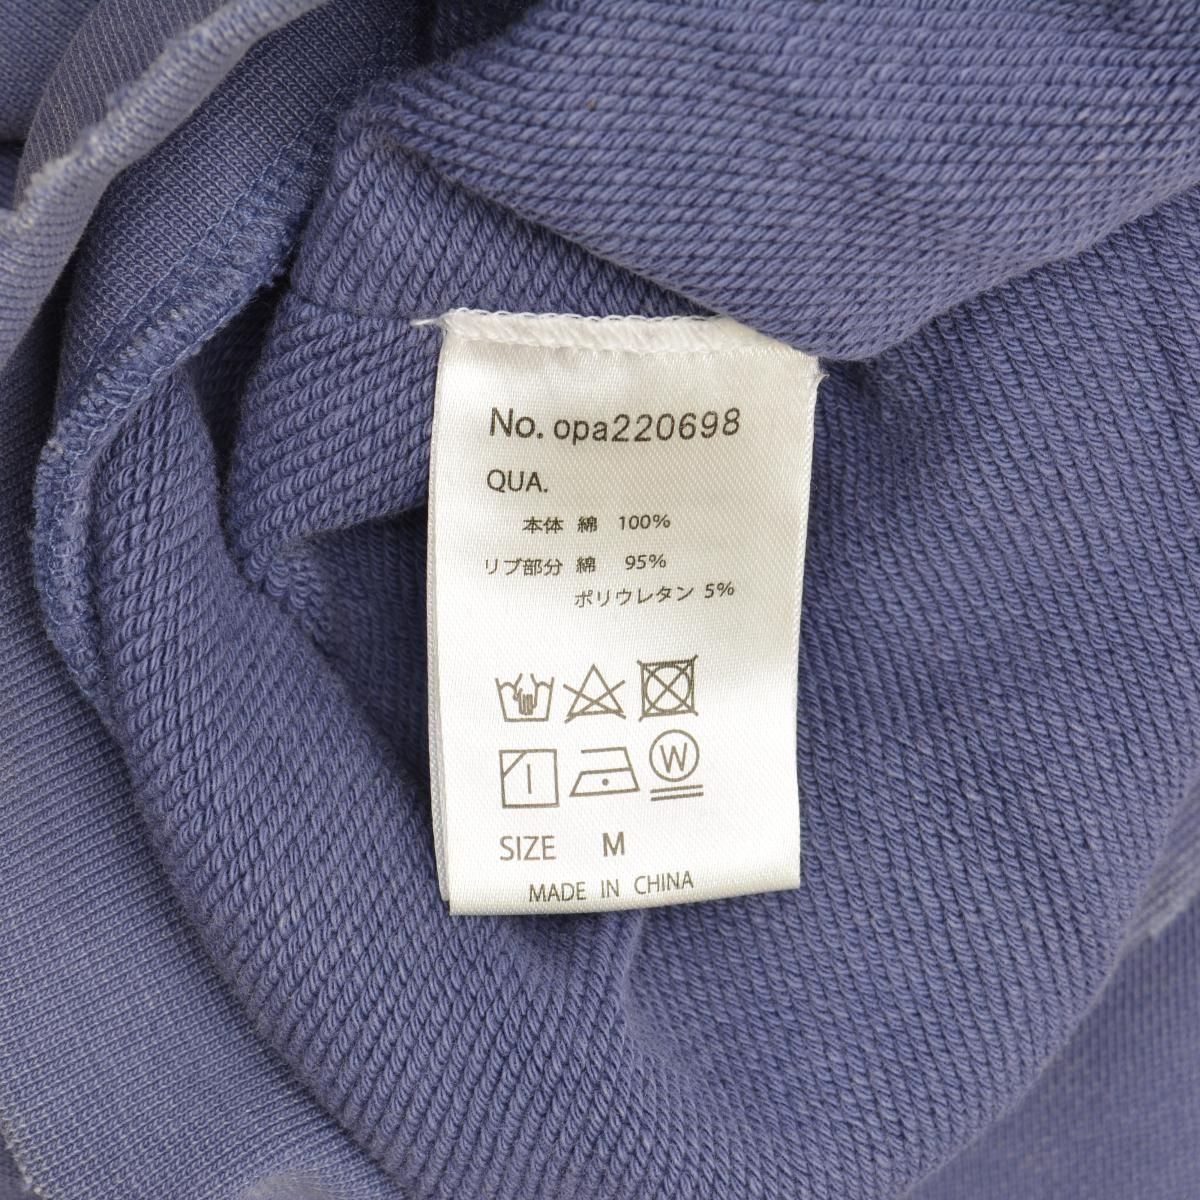 No. opa220698
QUA.
本体 綿 100%
リブ部分 綿 95%
ポリウレタン 5%
W
SIZE M
MADE IN CHINA